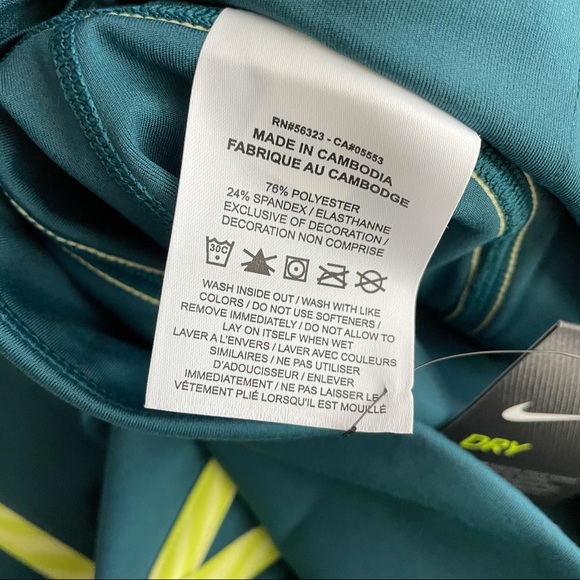 RN#56323 - CA#05553
MADE IN CAMBODIA
FABRIQUE AU CAMBODGE
76% POLYESTER
24% SPANDEX / ELASTHANNE
EXCLUSIVE OF DECORATION /
DECORATION NON COMPRISE
30C
WASH INSIDE OUT / WASH WITH LIKE
COLORS / DO NOT USE SOFTENERS /
REMOVE IMMEDIATELY / DO NOT ALLOW TO
LAY ON ITSELF WHEN WET
LAVER A L'ENVERS / LAVER AVEC COULEURS
SIMILAIRES / NE PAS UTILISER
D'ADOUCISSEUR / ENLEVER
IMMEDIATEMENT / NE PAS LAISSER LE
VÊTEMENT PLIÉ LORSQU'IL EST HUMIDE
DRY